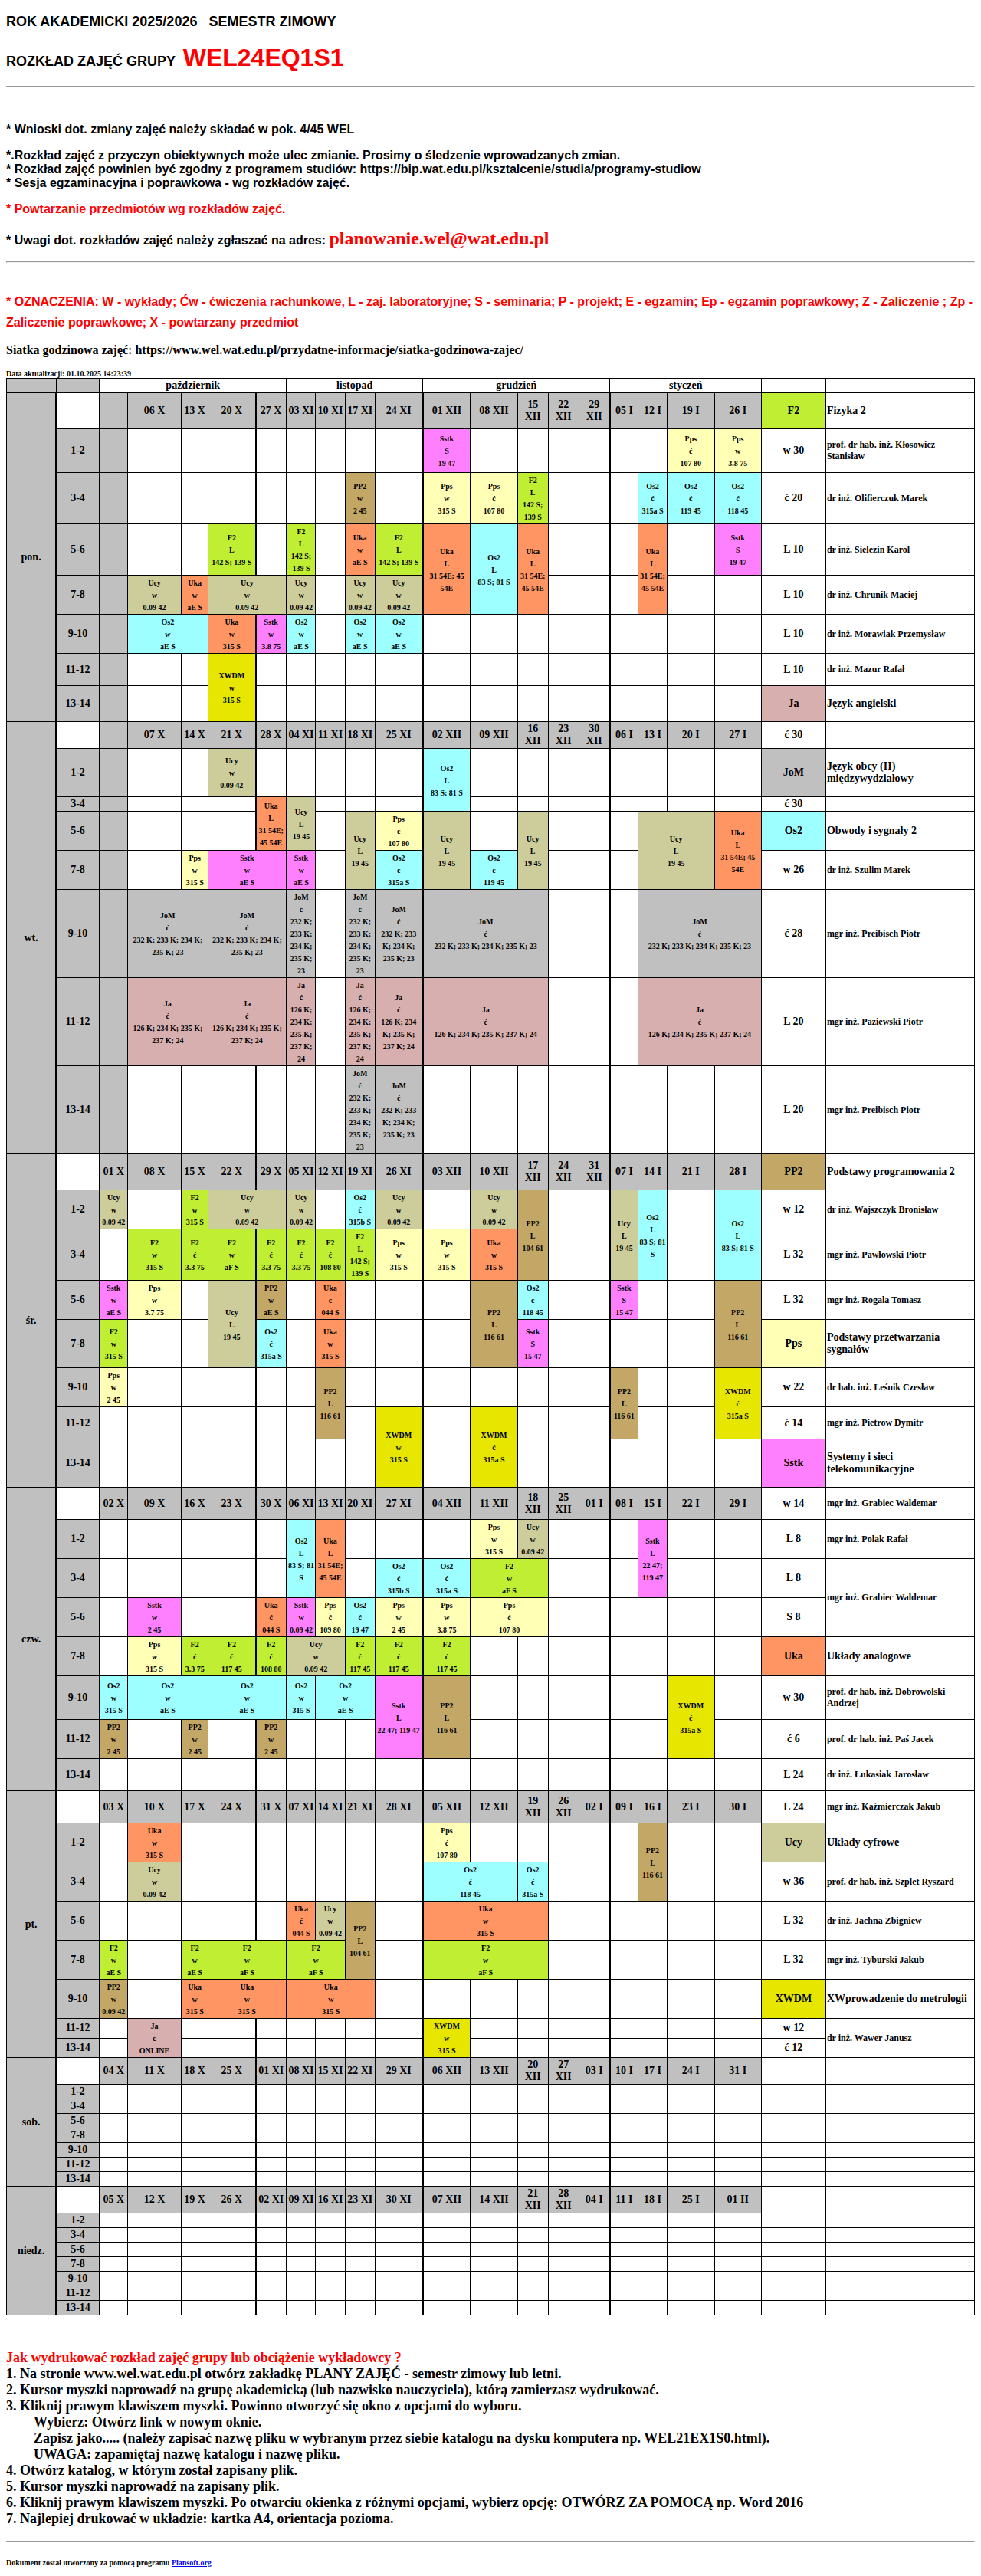 ROK AKADEMICKI 2025/2026 SEMESTR ZIMOWY
ROZKŁAD ZAJĘĆ GRUPY WEL24EQ1S1
* Wnioski dot. zmiany zajęć należy składać w pok. 4/45 WEL
*.Rozkład zajęć z przyczyn obiektywnych może ulec zmianie. Prosimy o śledzenie wprowadzanych zmian.
* Rozkład zajęć powinien być zgodny z programem studiów: https://bip.wat.edu.pl/ksztalcenie/studia/programy-studiow
* Sesja egzaminacyjna i poprawkowa - wg rozkładów zajęć.
* Powtarzanie przedmiotów wg rozkładów zajęć.
* Uwagi dot. rozkładów zajęć należy zgłaszać na adres: planowanie.wel@wat.edu.pl
* OZNACZENIA: W - wykłady; Ćw - ćwiczenia rachunkowe, L - zaj. laboratoryjne; S - seminaria; P - projekt; E - egzamin; Ep - egzamin poprawkowy; Z - Zaliczenie ; Zp -
Zaliczenie poprawkowe; X - powtarzany przedmiot
Siatka godzinowa zajęć: https://www.wel.wat.edu.pl/przydatne-informacje/siatka-godzinowa-zajec/
Data aktualizacji: 01.10.2025 14:23:39
październik listopad grudzień styczeń
pon.
06 X 13 X 20 X 27 X 03 XI 10 XI 17 XI 24 XI 01 XII 08 XII 15 XII 22 XII 29 XII 05 I 12 I 19 I 26 I F2 Fizyka 2
1-2 Sstk S 19 47 Pps ć 107 80 Pps w 3.8 75 w 30 prof. dr hab. inż. Kłosowicz Stanisław
3-4 PP2 w 2 45 Pps w 315 S Pps ć 107 80 F2 L 142 S; 139 S Os2 ć 315a S Os2 ć 119 45 Os2 ć 118 45 ć 20 dr inż. Olifierczuk Marek
5-6 F2 L 142 S; 139 S F2 L 142 S; 139 S Uka w aE S F2 L 142 S; 139 S Uka L 31 54E; 45 54E Os2 L 83 S; 81 S Uka L 31 54E; 45 54E Uka L 31 54E; 45 54E Sstk S 19 47 L 10 dr inż. Sielezin Karol
7-8 Ucy w 0.09 42 Uka w aE S Ucy w 0.09 42 Ucy w 0.09 42 Ucy w 0.09 42 Ucy w 0.09 42 L 10 dr inż. Chrunik Maciej
9-10 Os2 w aE S Uka w 315 S Sstk w 3.8 75 Os2 w aE S Os2 w aE S Os2 w aE S L 10 dr inż. Morawiak Przemysław
11-12 XWDM w 315 S L 10 dr inż. Mazur Rafał
13-14 Ja Język angielski
wt.
07 X 14 X 21 X 28 X 04 XI 11 XI 18 XI 25 XI 02 XII 09 XII 16 XII 23 XII 30 XII 06 I 13 I 20 I 27 I ć 30
1-2 Ucy w 0.09 42 Os2 L 83 S; 81 S JoM Język obcy (II) międzywydziałowy
3-4 Uka L 31 54E; 45 54E Ucy L 19 45 ć 30
5-6 Ucy L 19 45 Pps ć 107 80 Ucy L 19 45 Ucy L 19 45 Ucy L 19 45 Uka L 31 54E; 45 54E Os2 Obwody i sygnały 2
7-8 Pps w 315 S Sstk w aE S Sstk w aE S Os2 ć 315a S Os2 ć 119 45 w 26 dr inż. Szulim Marek
9-10 JoM ć 232 K; 233 K; 234 K; 235 K; 23 JoM ć 232 K; 233 K; 234 K; 235 K; 23 JoM ć 232 K; 233 K; 234 K; 235 K; 23 JoM ć 232 K; 233 K; 234 K; 235 K; 23 JoM ć 232 K; 233 K; 234 K; 235 K; 23 JoM ć 232 K; 233 K; 234 K; 235 K; 23 JoM ć 232 K; 233 K; 234 K; 235 K; 23 ć 28 mgr inż. Preibisch Piotr
11-12 Ja ć 126 K; 234 K; 235 K; 237 K; 24 Ja ć 126 K; 234 K; 235 K; 237 K; 24 Ja ć 126 K; 234 K; 235 K; 237 K; 24 Ja ć 126 K; 234 K; 235 K; 237 K; 24 Ja ć 126 K; 234 K; 235 K; 237 K; 24 Ja ć 126 K; 234 K; 235 K; 237 K; 24 Ja ć 126 K; 234 K; 235 K; 237 K; 24 L 20 mgr inż. Paziewski Piotr
13-14 JoM ć 232 K; 233 K; 234 K; 235 K; 23 JoM ć 232 K; 233 K; 234 K; 235 K; 23 L 20 mgr inż. Preibisch Piotr
śr.
01 X 08 X 15 X 22 X 29 X 05 XI 12 XI 19 XI 26 XI 03 XII 10 XII 17 XII 24 XII 31 XII 07 I 14 I 21 I 28 I PP2 Podstawy programowania 2
1-2 Ucy w 0.09 42 F2 w 315 S Ucy w 0.09 42 Ucy w 0.09 42 Os2 ć 315b S Ucy w 0.09 42 Ucy w 0.09 42 PP2 L 104 61 Ucy L 19 45 Os2 L 83 S; 81 S Os2 L 83 S; 81 S w 12 dr inż. Wajszczyk Bronisław
3-4 F2 w 315 S F2 ć 3.3 75 F2 w aF S F2 ć 3.3 75 F2 ć 3.3 75 F2 ć 108 80 F2 L 142 S; 139 S Pps w 315 S Pps w 315 S Uka w 315 S L 32 mgr inż. Pawłowski Piotr
5-6 Sstk w aE S Pps w 3.7 75 Ucy L 19 45 PP2 w aE S Uka ć 044 S PP2 L 116 61 Os2 ć 118 45 Sstk S 15 47 PP2 L 116 61 L 32 mgr inż. Rogala Tomasz
7-8 F2 w 315 S Os2 ć 315a S Uka w 315 S Sstk S 15 47 Pps Podstawy przetwarzania sygnałów
9-10 Pps w 2 45 PP2 L 116 61 PP2 L 116 61 XWDM ć 315a S w 22 dr hab. inż. Leśnik Czesław
11-12 XWDM w 315 S XWDM ć 315a S ć 14 mgr inż. Pietrow Dymitr
13-14 Sstk Systemy i sieci telekomunikacyjne
czw.
02 X 09 X 16 X 23 X 30 X 06 XI 13 XI 20 XI 27 XI 04 XII 11 XII 18 XII 25 XII 01 I 08 I 15 I 22 I 29 I w 14 mgr inż. Grabiec Waldemar
1-2 Os2 L 83 S; 81 S Uka L 31 54E; 45 54E Pps w 315 S Ucy w 0.09 42 Sstk L 22 47; 119 47 L 8 mgr inż. Polak Rafał
3-4 Os2 ć 315b S Os2 ć 315a S F2 w aF S L 8 mgr inż. Grabiec Waldemar
5-6 Sstk w 2 45 Uka ć 044 S Sstk w 0.09 42 Pps ć 109 80 Os2 ć 19 47 Pps w 2 45 Pps w 3.8 75 Pps ć 107 80 S 8
7-8 Pps w 315 S F2 ć 3.3 75 F2 ć 117 45 F2 ć 108 80 Ucy w 0.09 42 F2 ć 117 45 F2 ć 117 45 F2 ć 117 45 Uka Układy analogowe
9-10 Os2 w 315 S Os2 w aE S Os2 w aE S Os2 w 315 S Os2 w aE S Sstk L 22 47; 119 47 PP2 L 116 61 XWDM ć 315a S w 30 prof. dr hab. inż. Dobrowolski Andrzej
11-12 PP2 w 2 45 PP2 w 2 45 PP2 w 2 45 ć 6 prof. dr hab. inż. Paś Jacek
13-14 L 24 dr inż. Łukasiak Jarosław
pt.
03 X 10 X 17 X 24 X 31 X 07 XI 14 XI 21 XI 28 XI 05 XII 12 XII 19 XII 26 XII 02 I 09 I 16 I 23 I 30 I L 24 mgr inż. Kaźmierczak Jakub
1-2 Uka w 315 S Pps ć 107 80 PP2 L 116 61 Ucy Układy cyfrowe
3-4 Ucy w 0.09 42 Os2 ć 118 45 Os2 ć 315a S w 36 prof. dr hab. inż. Szplet Ryszard
5-6 Uka ć 044 S Ucy w 0.09 42 PP2 L 104 61 Uka w 315 S L 32 dr inż. Jachna Zbigniew
7-8 F2 w aE S F2 w aE S F2 w aF S F2 w aF S F2 w aF S L 32 mgr inż. Tyburski Jakub
9-10 PP2 w 0.09 42 Uka w 315 S Uka w 315 S Uka w 315 S XWDM XWprowadzenie do metrologii
11-12 Ja ć ONLINE XWDM w 315 S w 12 dr inż. Wawer Janusz
13-14 ć 12
sob.
04 X 11 X 18 X 25 X 01 XI 08 XI 15 XI 22 XI 29 XI 06 XII 13 XII 20 XII 27 XII 03 I 10 I 17 I 24 I 31 I
1-2
3-4
5-6
7-8
9-10
11-12
13-14
niedz.
05 X 12 X 19 X 26 X 02 XI 09 XI 16 XI 23 XI 30 XI 07 XII 14 XII 21 XII 28 XII 04 I 11 I 18 I 25 I 01 II
1-2
3-4
5-6
7-8
9-10
11-12
13-14
Jak wydrukować rozkład zajęć grupy lub obciążenie wykładowcy ?
1. Na stronie www.wel.wat.edu.pl otwórz zakładkę PLANY ZAJĘĆ - semestr zimowy lub letni.
2. Kursor myszki naprowadź na grupę akademicką (lub nazwisko nauczyciela), którą zamierzasz wydrukować.
3. Kliknij prawym klawiszem myszki. Powinno otworzyć się okno z opcjami do wyboru.
Wybierz: Otwórz link w nowym oknie.
Zapisz jako..... (należy zapisać nazwę pliku w wybranym przez siebie katalogu na dysku komputera np. WEL21EX1S0.html).
UWAGA: zapamiętaj nazwę katalogu i nazwę pliku.
4. Otwórz katalog, w którym został zapisany plik.
5. Kursor myszki naprowadź na zapisany plik.
6. Kliknij prawym klawiszem myszki. Po otwarciu okienka z różnymi opcjami, wybierz opcję: OTWÓRZ ZA POMOCĄ np. Word 2016
7. Najlepiej drukować w układzie: kartka A4, orientacja pozioma.
Dokument został utworzony za pomocą programu Plansoft.org